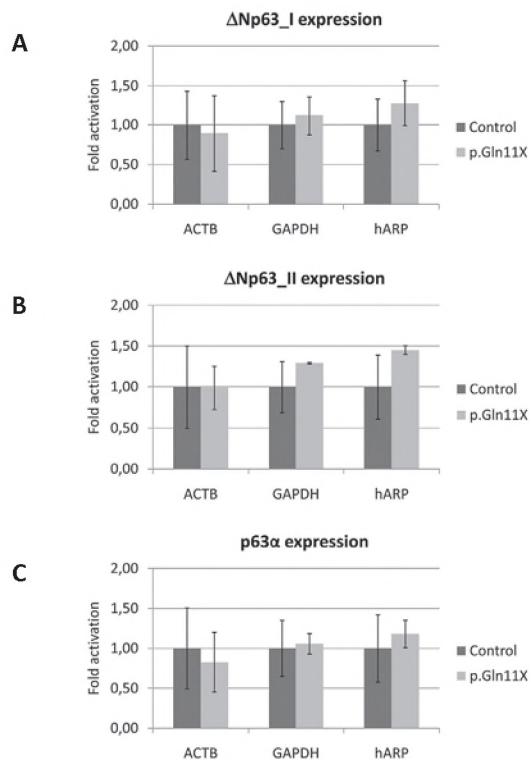 A
ΔNp63_I expression
Fold activation
2,00
1,50
1,00
0,50
0,00
ACTB GAPDH hARP
Control
p.Gln11X
B
ΔNp63_II expression
Fold activation
2,00
1,50
1,00
0,50
0,00
ACTB GAPDH hARP
Control
p.Gln11X
C
p63α expression
Fold activation
2,00
1,50
1,00
0,50
0,00
ACTB GAPDH hARP
Control
p.Gln11X